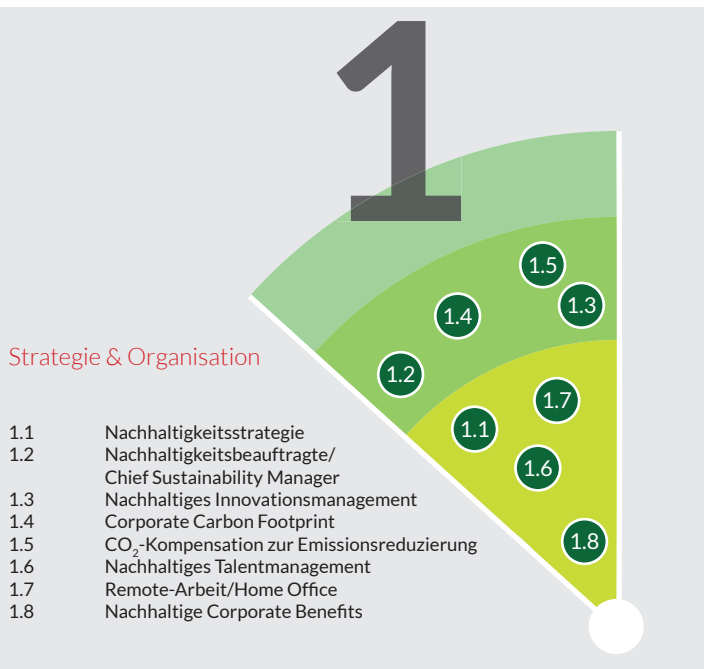 1
1.5
1.3
1.4
1.2
1.7
1.1
1.6
1.8
Strategie & Organisation
1.1 Nachhaltigkeitsstrategie
1.2 Nachhaltigkeitsbeauftragte/
Chief Sustainability Manager
1.3 Nachhaltiges Innovationsmanagement
1.4 Corporate Carbon Footprint
1.5 CO₂-Kompensation zur Emissionsreduzierung
1.6 Nachhaltiges Talentmanagement
1.7 Remote-Arbeit/Home Office
1.8 Nachhaltige Corporate Benefits